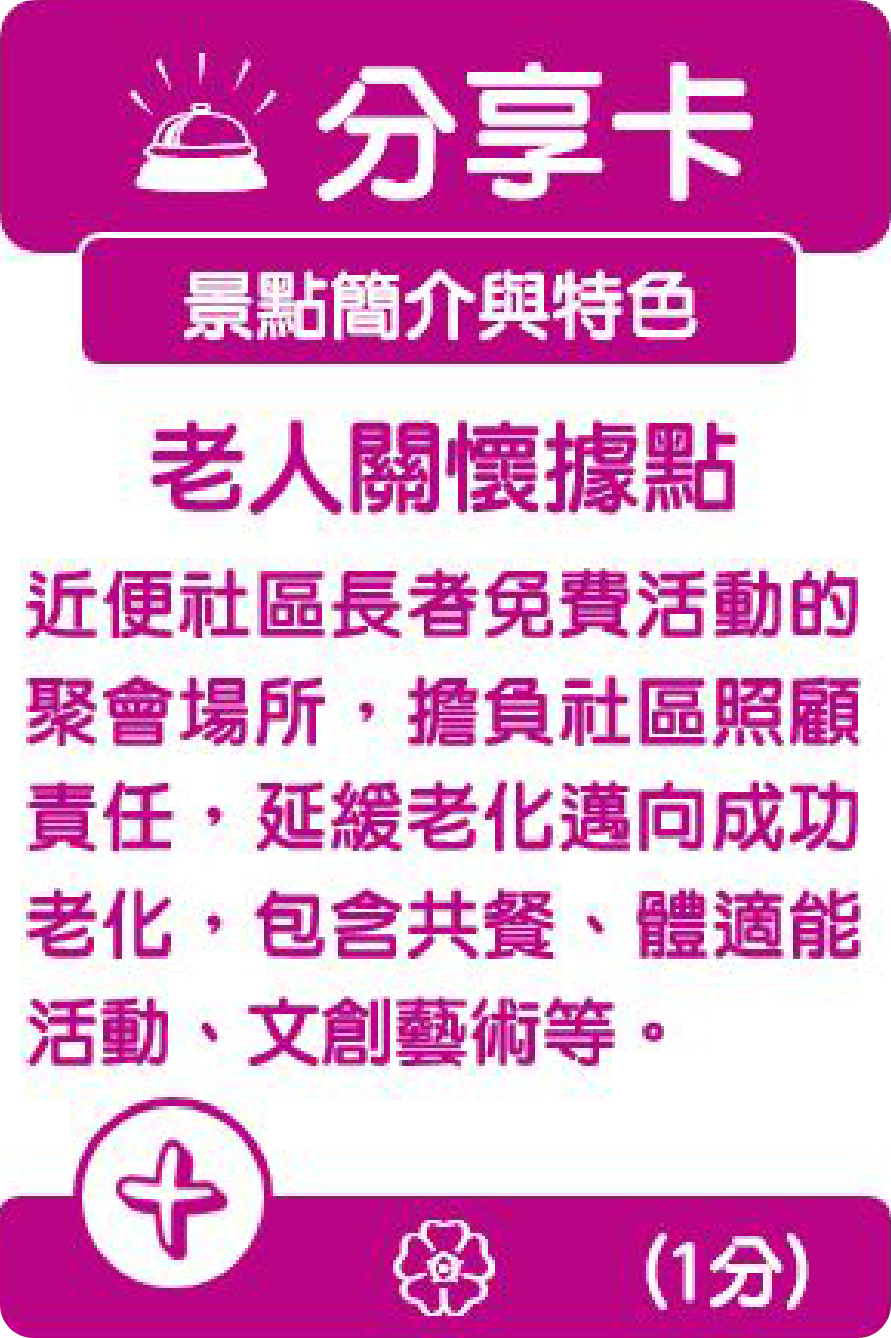 分享卡
景點簡介與特色
老人關懷據點
近便社區長者免費活動的
聚會場所，擔負社區照顧
責任，延緩老化邁向成功
老化，包含共餐、體適能
活動、文創藝術等。
(1分)